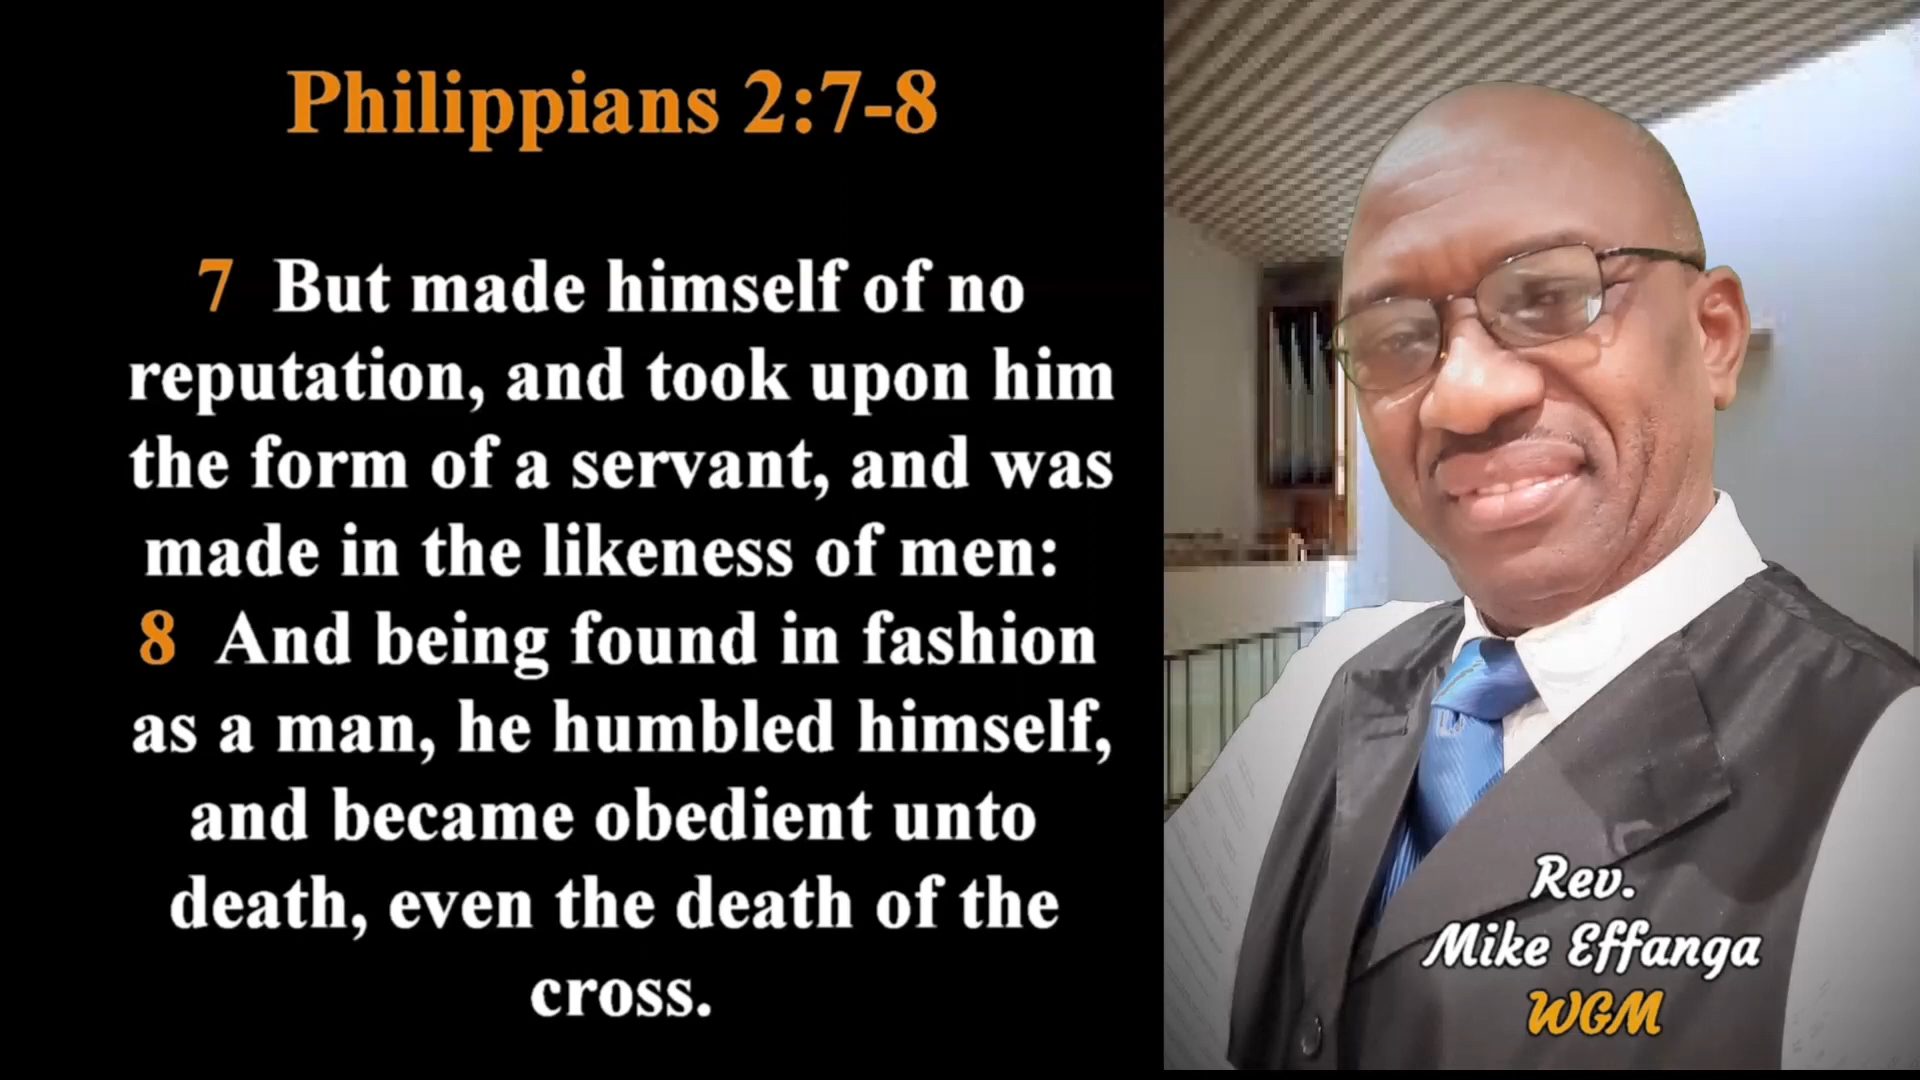 Philippians 2:7-8
7 But made himself of no
reputation, and took upon him
the form of a servant, and was
made in the likeness of men:
8 And being found in fashion
as a man, he humbled himself,
and became obedient unto
death, even the death of the
cross.
Rev.
Mike Effanga
WGM